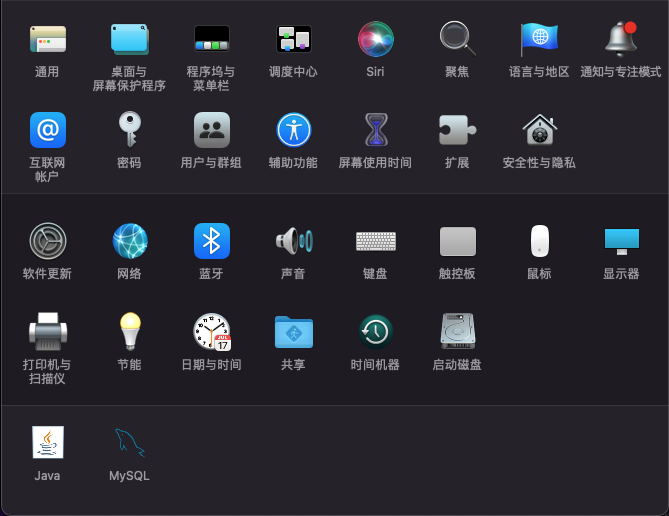 通用
桌面与
屏幕保护程序
程序坞与
菜单栏
调度中心
Siri
聚焦
语言与地区
通知与专注模式
@
互联网
帐户
密码
用户与群组
辅助功能
屏幕使用时间
扩展
安全性与隐私
软件更新
网络
蓝牙
声音
键盘
触控板
鼠标
显示器
打印机与
扫描仪
节能
JUL
17
日期与时间
共享
时间机器
启动磁盘
Java
MySQL